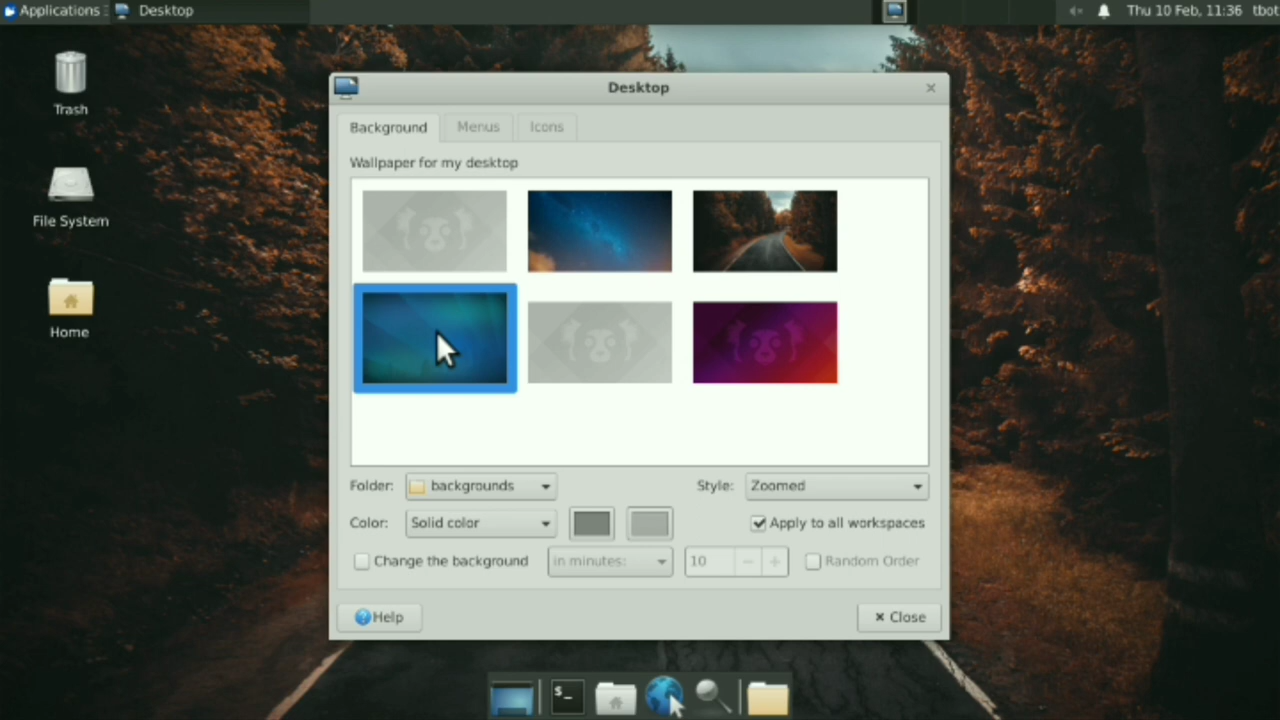 Applications Desktop Thu 10 Feb, 11:36 tbot
Trash
File System
Home
Desktop
Background Menus Icons
Wallpaper for my desktop
Folder: backgrounds Style: Zoomed
Color: Solid color Apply to all workspaces
Change the background in minutes: 10 Random Order
Help Close
$_